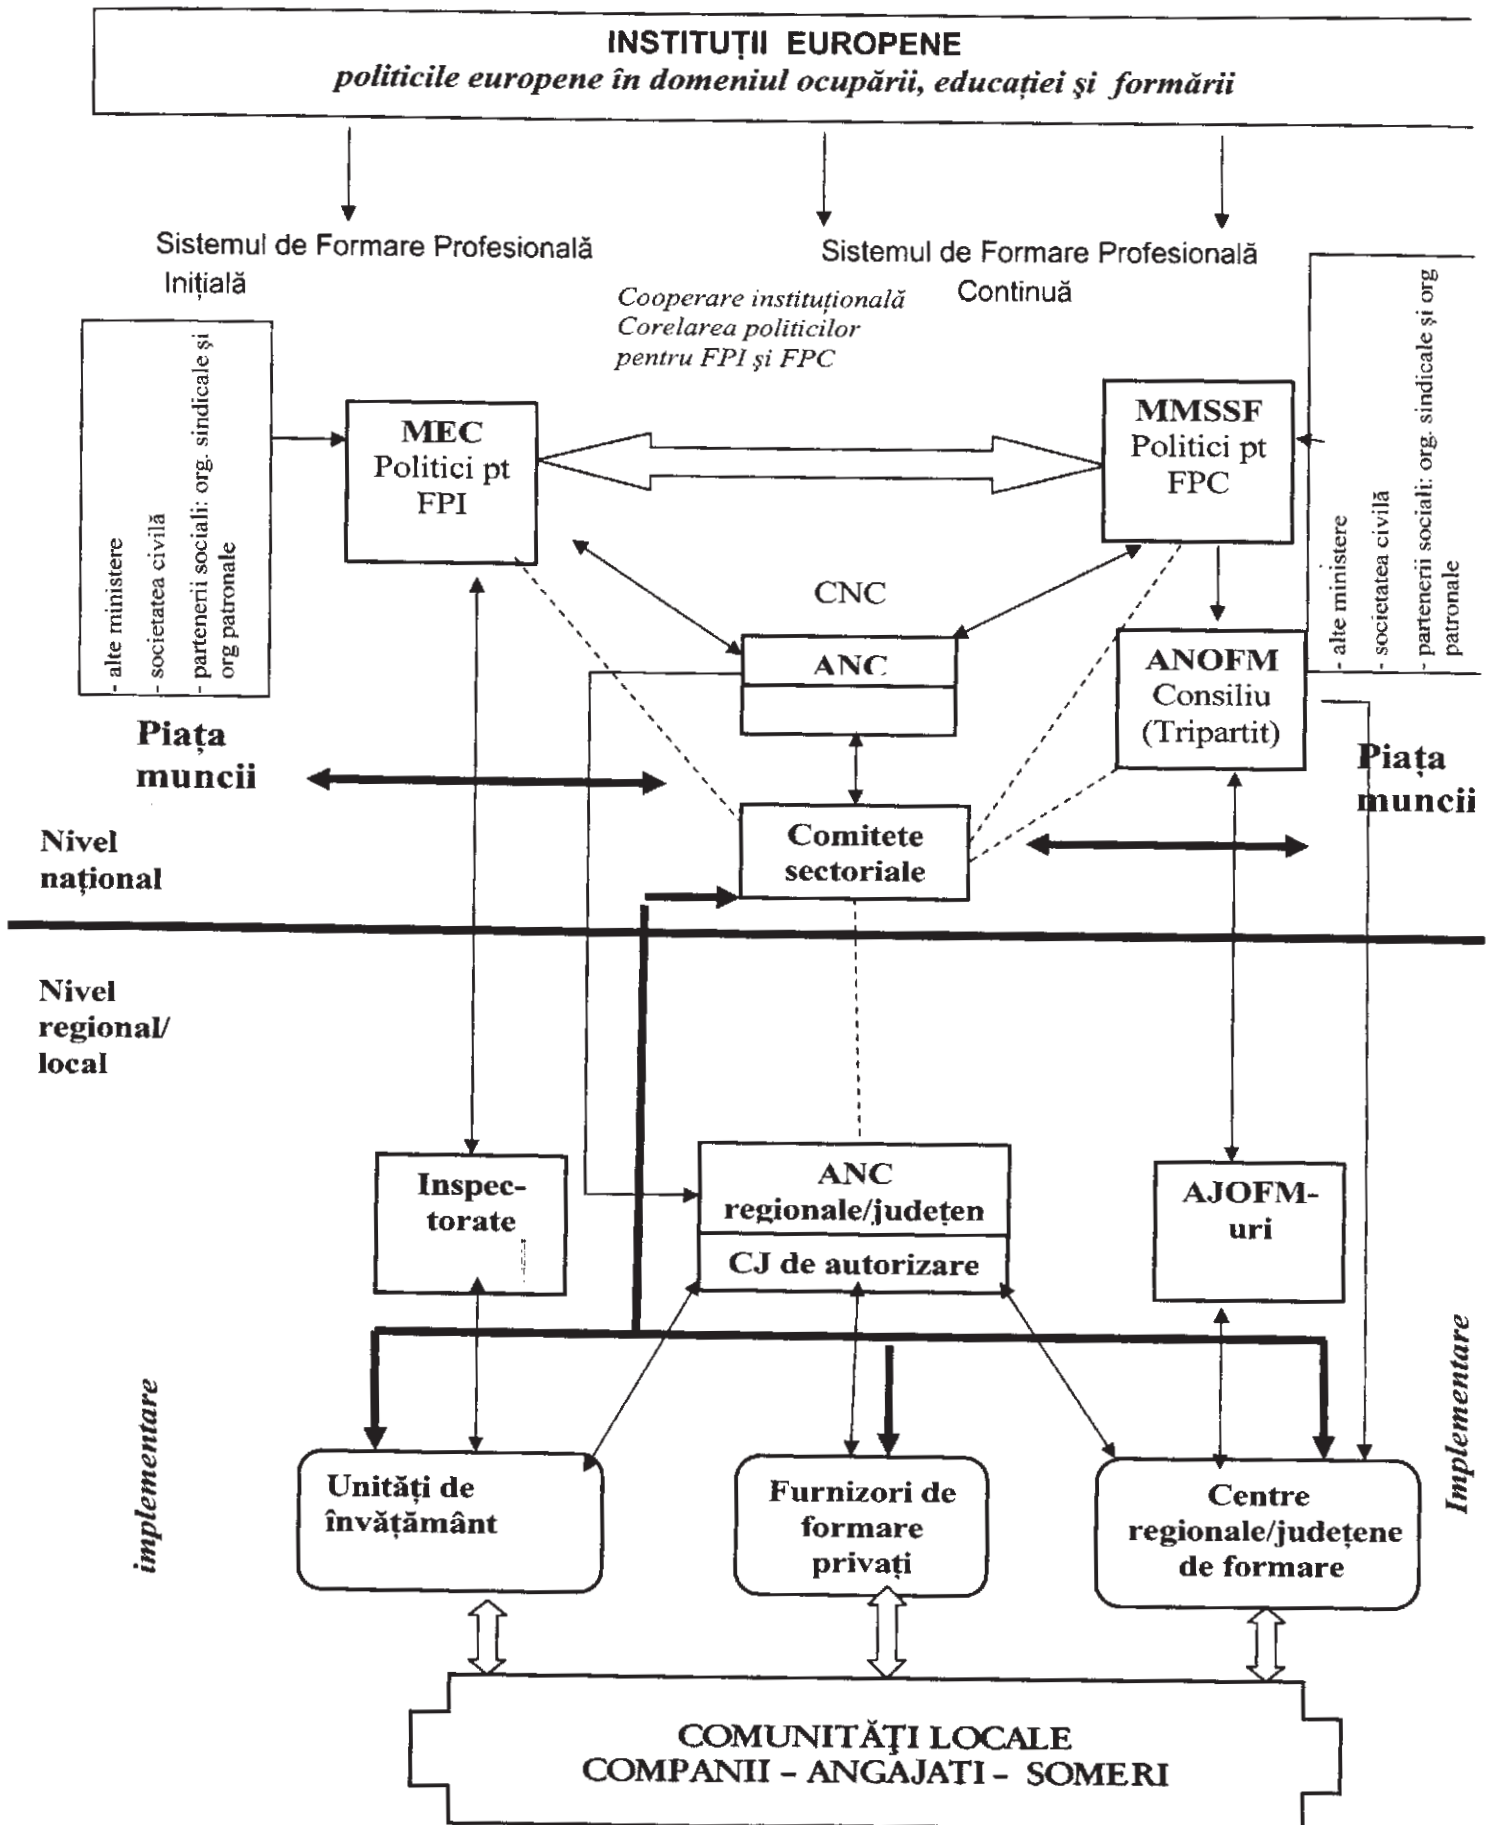 INSTITUȚII EUROPENE
politicile europene în domeniul ocupării, educației şi formării
Sistemul de Formare Profesională
Inițială
Sistemul de Formare Profesională
Continuă
Cooperare instituțională
Corelarea politicilor
pentru FPI şi FPC
- alte ministere
- societatea civilă
- partenerii sociali: org. sindicale şi
org patronale
MEC
Politici pt
FPI
MMSSF
Politici pt
FPC
- alte ministere
- societatea civilă
- partenerii sociali: org. sindicale şi org
patronale
CNC
ANC
ANOFM
Consiliu
(Tripartit)
Piața
muncii
Piața
muncii
Comitete
sectoriale
Nivel
național
Nivel
regional/
local
Inspec-
torate
ANC
regionale/județen
CJ de autorizare
AJOFM-
uri
implementare
Implementare
Unități de
învățământ
Furnizori de
formare
privați
Centre
regionale/județene
de formare
COMUNITĂŢI LOCALE
COMPANII – ANGAJATI – SOMERI